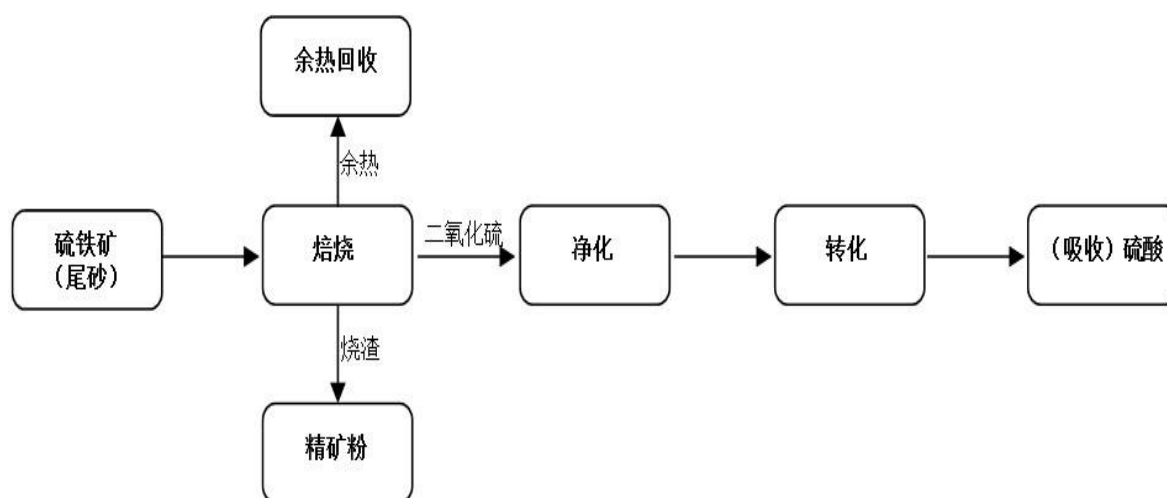 余热回收
余热
硫铁矿
（尾砂）
焙烧
二氧化硫
净化
转化
（吸收）硫酸
烧渣
精矿粉